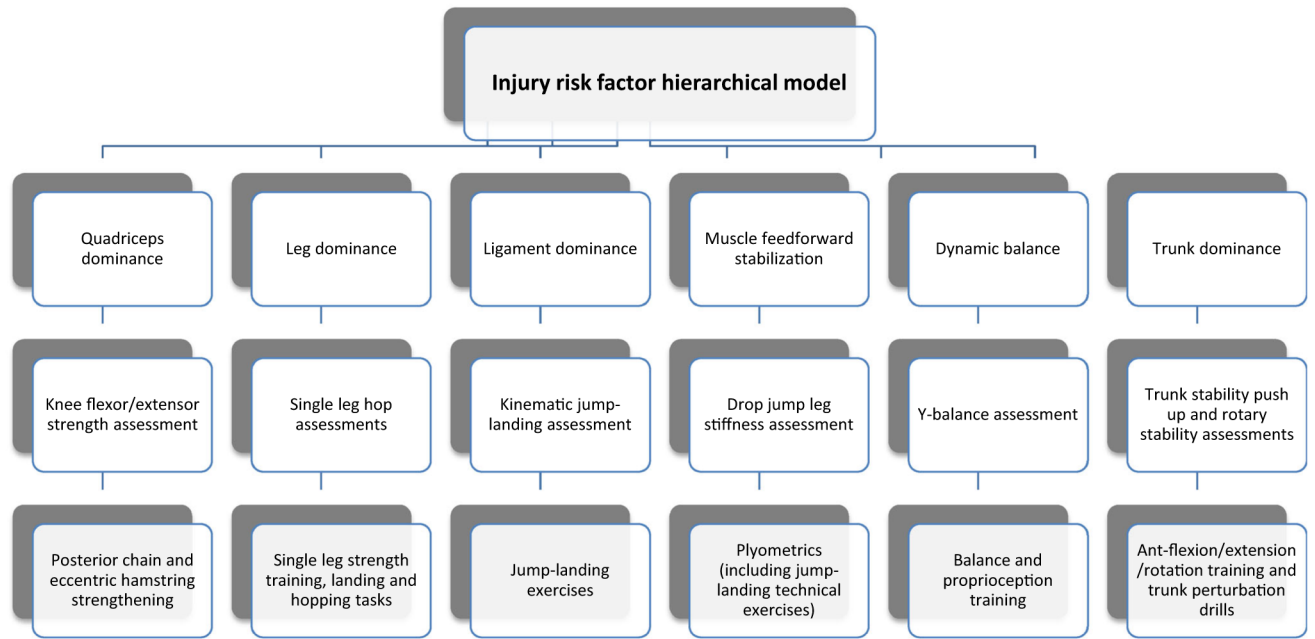 Injury risk factor hierarchical model
Quadriceps
dominance
Leg dominance
Ligament dominance
Muscle feedforward
stabilization
Dynamic balance
Trunk dominance
Knee flexor/extensor
strength assessment
Single leg hop
assessments
Kinematic jump-
landing assessment
Drop jump leg
stiffness assessment
Y-balance assessment
Trunk stability push
up and rotary
stability assessments
Posterior chain and
eccentric hamstring
strengthening
Single leg strength
training, landing and
hopping tasks
Jump-landing
exercises
Plyometrics
(including jump-
landing technical
exercises)
Balance and
proprioception
training
Ant-flexion/extension
/rotation training and
trunk perturbation
drills